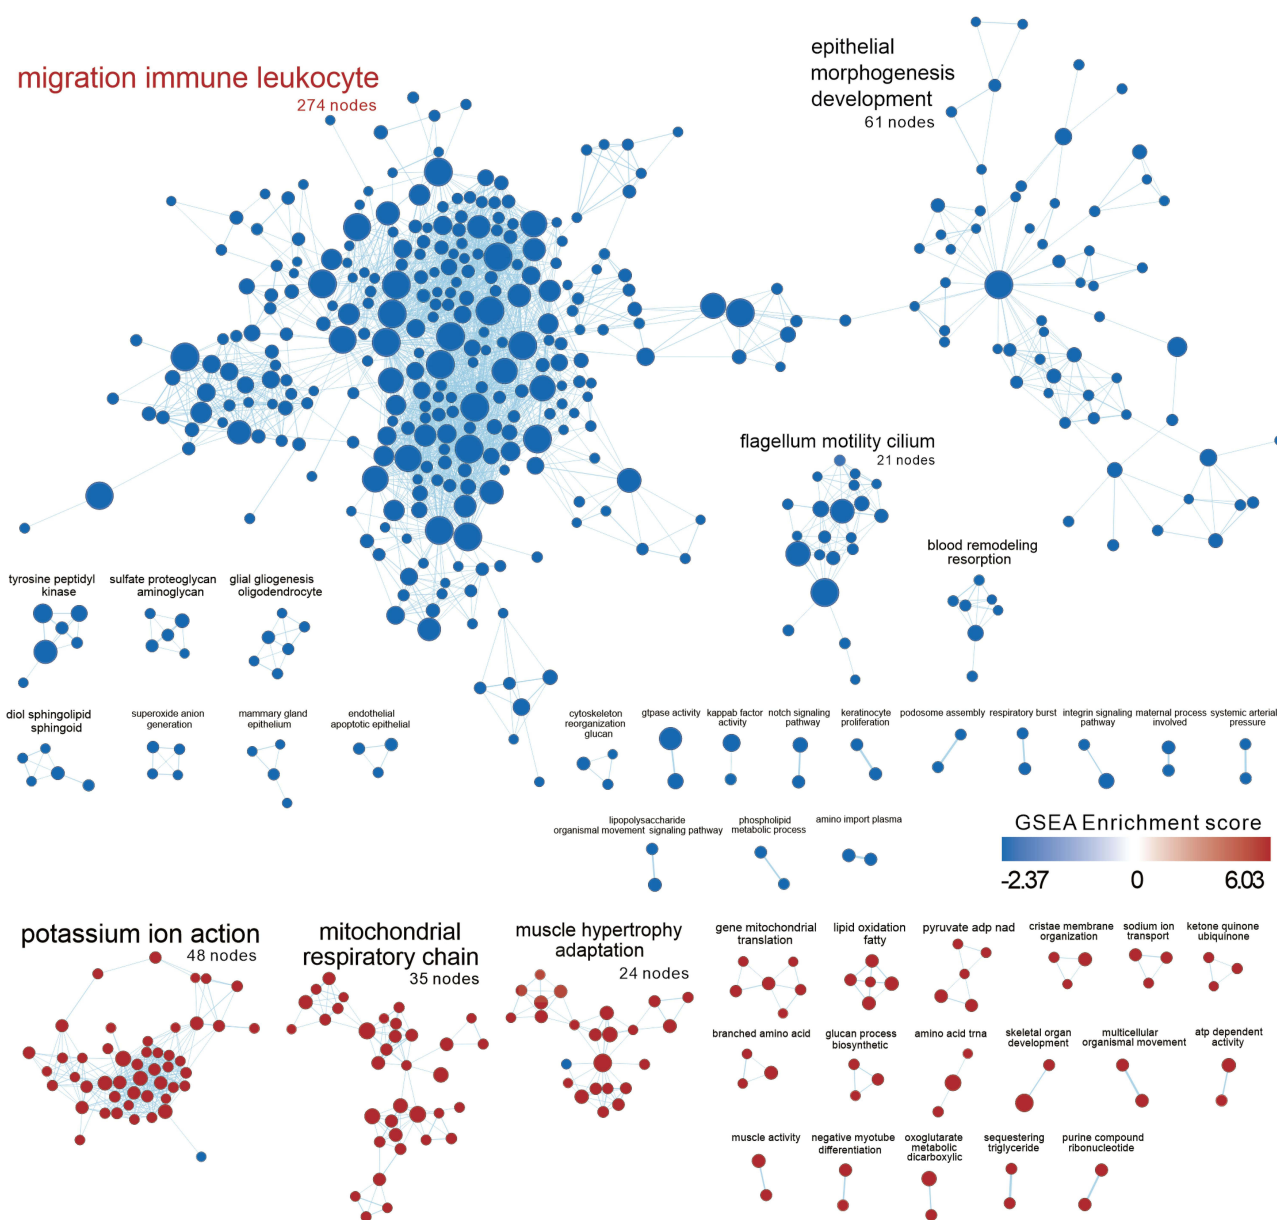 migration immune leukocyte
274 nodes
epithelial
morphogenesis
development
61 nodes
flagellum motility cilium
21 nodes
blood remodeling
resorption
tyrosine peptidyl
kinase
sulfate proteoglycan
aminoglycan
glial gliogenesis
oligodendrocyte
diol sphingolipid
sphingoid
superoxide anion
generation
mammary gland
epithelium
endothelial
apoptotic epithelial
cytoskeleton
reorganization
glucan
gtpase activity
kappab factor
activity
notch signaling
pathway
keratinocyte
proliferation
podosome assembly
respiratory burst
integrin signaling
pathway
maternal process
involved
systemic arterial
pressure
lipopolysaccharide
organismal movement signaling pathway
phospholipid
metabolic process
amino import plasma
GSEA Enrichment score
-2.37 0 6.03
potassium ion action
48 nodes
mitochondrial
respiratory chain
35 nodes
muscle hypertrophy
adaptation
24 nodes
gene mitochondrial
translation
lipid oxidation
fatty
pyruvate adp nad
cristae membrane
organization
sodium ion
transport
ketone quinone
ubiquinone
branched amino acid
glucan process
biosynthetic
amino acid trna
skeletal organ
development
multicellular
organismal movement
atp dependent
activity
muscle activity
negative myotube
differentiation
oxoglutarate
metabolic
dicarboxylic
sequestering
triglyceride
purine compound
ribonucleotide